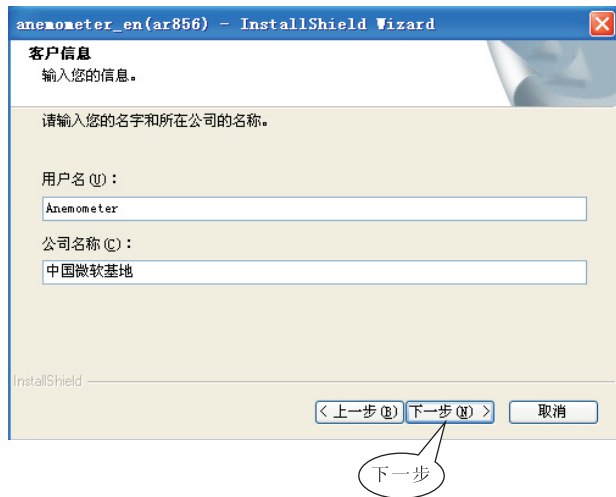 anemometer_en(ar856) - InstallShield Wizard
客户信息
输入您的信息。
请输入您的名字和所在公司的名称。
用户名(U)：
Anemometer
公司名称(C)：
中国微软基地
InstallShield
< 上一步(B) 下一步(N) > 取消
下一步